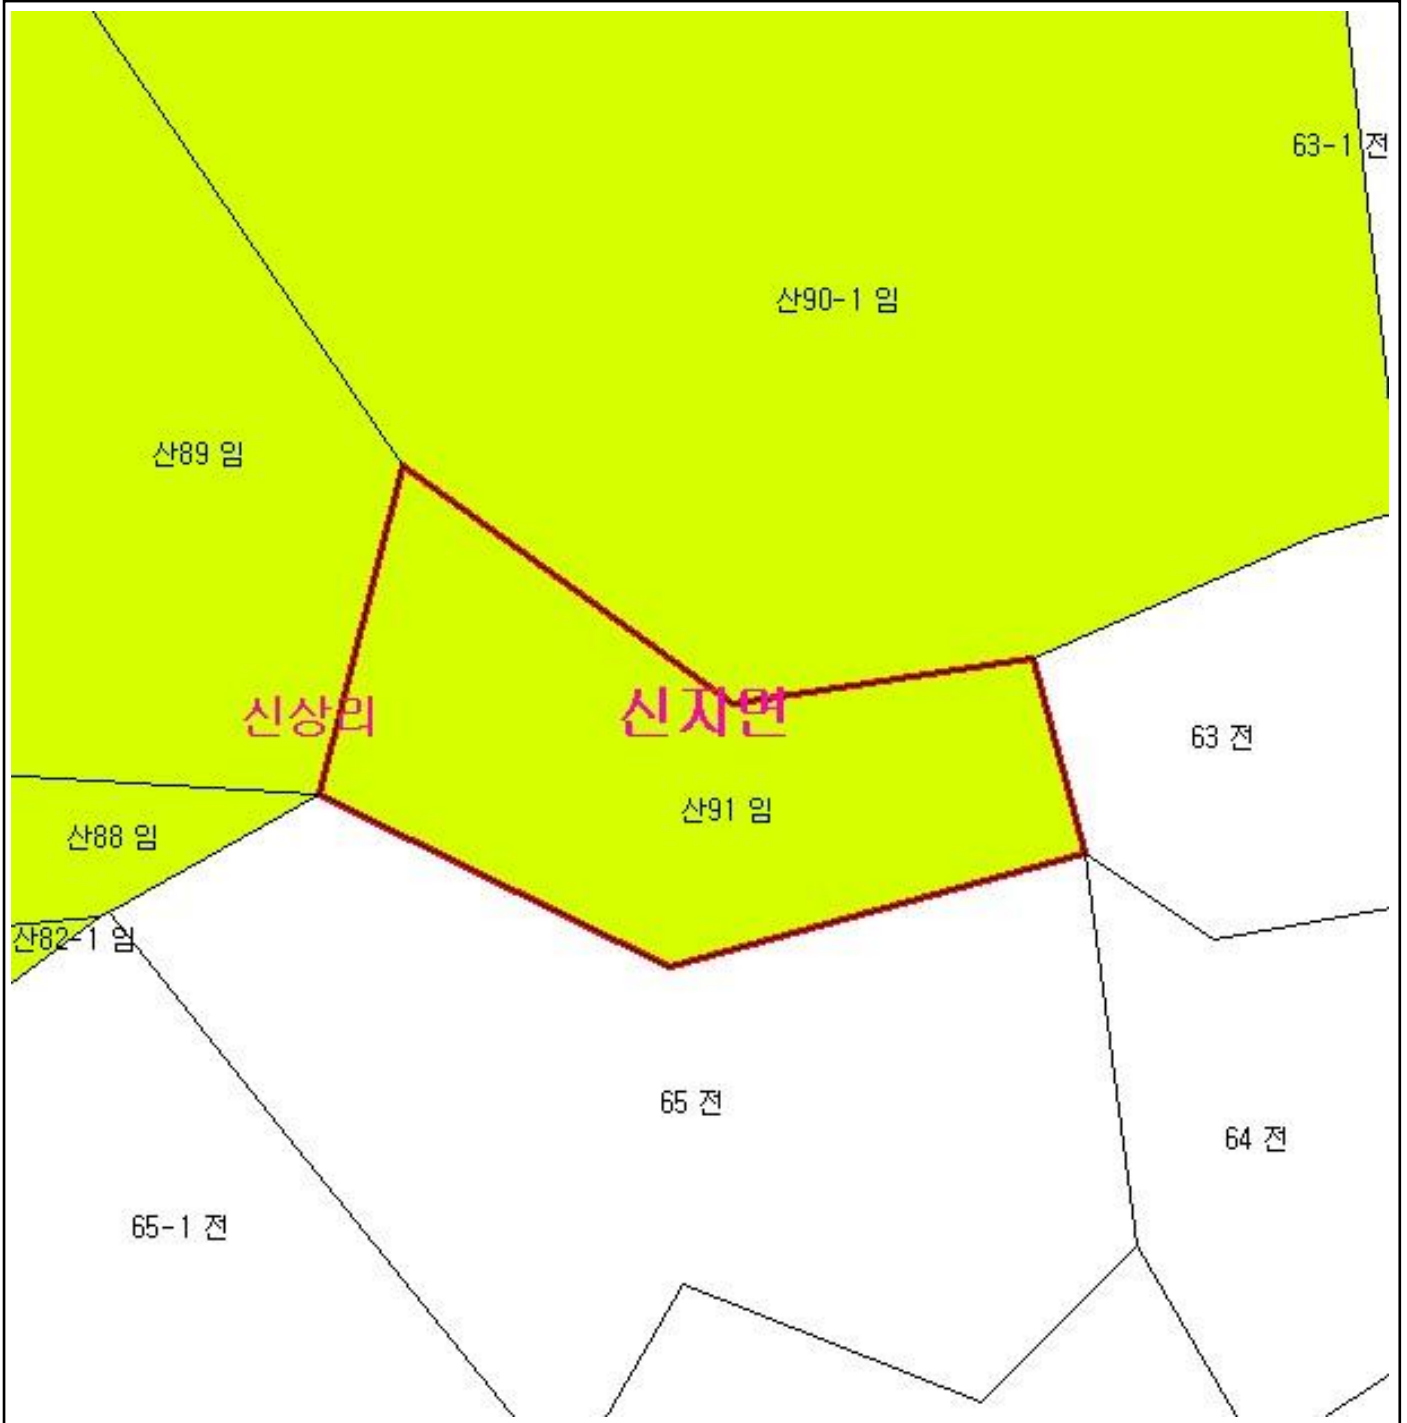 63-1 전
산90-1 임
산89 임
신상리
신지면
63 전
산91 임
산88 임
산82-1 임
65 전
64 전
65-1 전